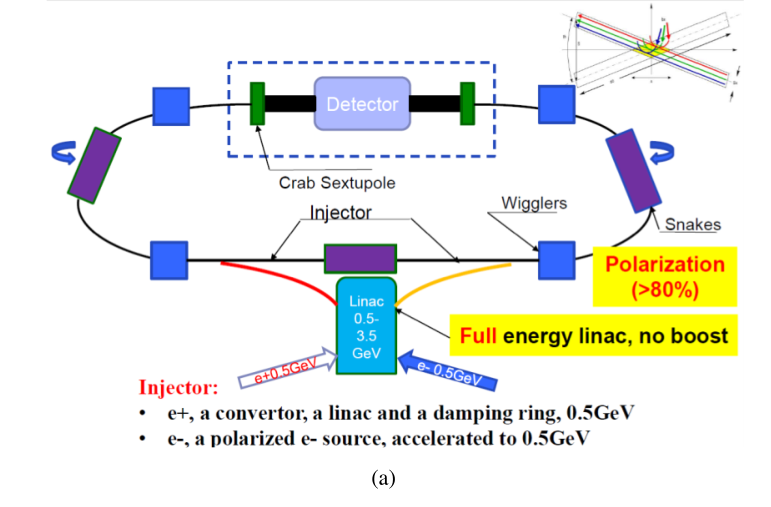 Detector
Crab Sextupole
Injector
Wigglers
Snakes
Polarization
(>80%)
Linac
0.5-
3.5
GeV
Full energy linac, no boost
e+0.5GeV
e- 0.5GeV
Injector:
• e+, a convertor, a linac and a damping ring, 0.5GeV
• e-, a polarized e- source, accelerated to 0.5GeV
(a)